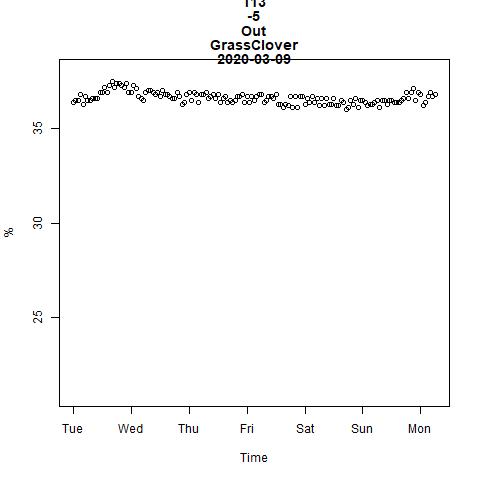 113
-5
Out
GrassClover
2020-03-09
35
30
25
%
Tue Wed Thu Fri Sat Sun Mon
Time